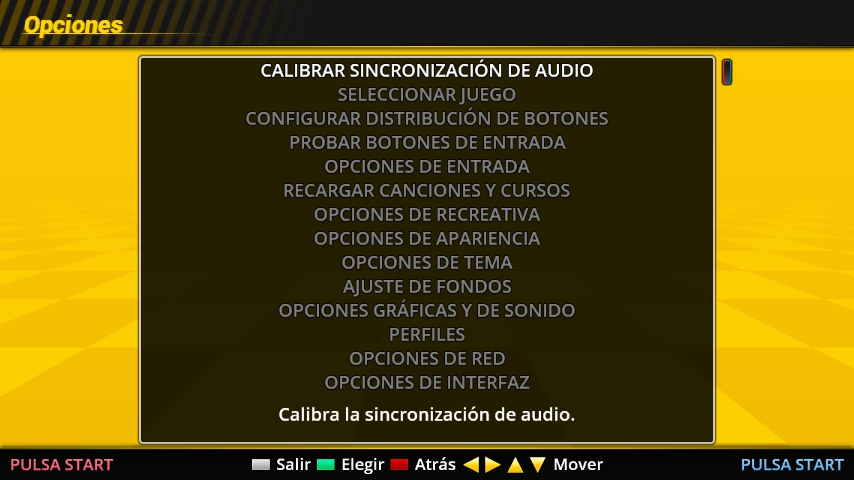 Opciones
CALIBRAR SINCRONIZACIÓN DE AUDIO
SELECCIONAR JUEGO
CONFIGURAR DISTRIBUCIÓN DE BOTONES
PROBAR BOTONES DE ENTRADA
OPCIONES DE ENTRADA
RECARGAR CANCIONES Y CURSOS
OPCIONES DE RECREATIVA
OPCIONES DE APARIENCIA
OPCIONES DE TEMA
AJUSTE DE FONDOS
OPCIONES GRÁFICAS Y DE SONIDO
PERFILES
OPCIONES DE RED
OPCIONES DE INTERFAZ
Calibra la sincronización de audio.
PULSA START Salir Elegir Atrás Mover PULSA START